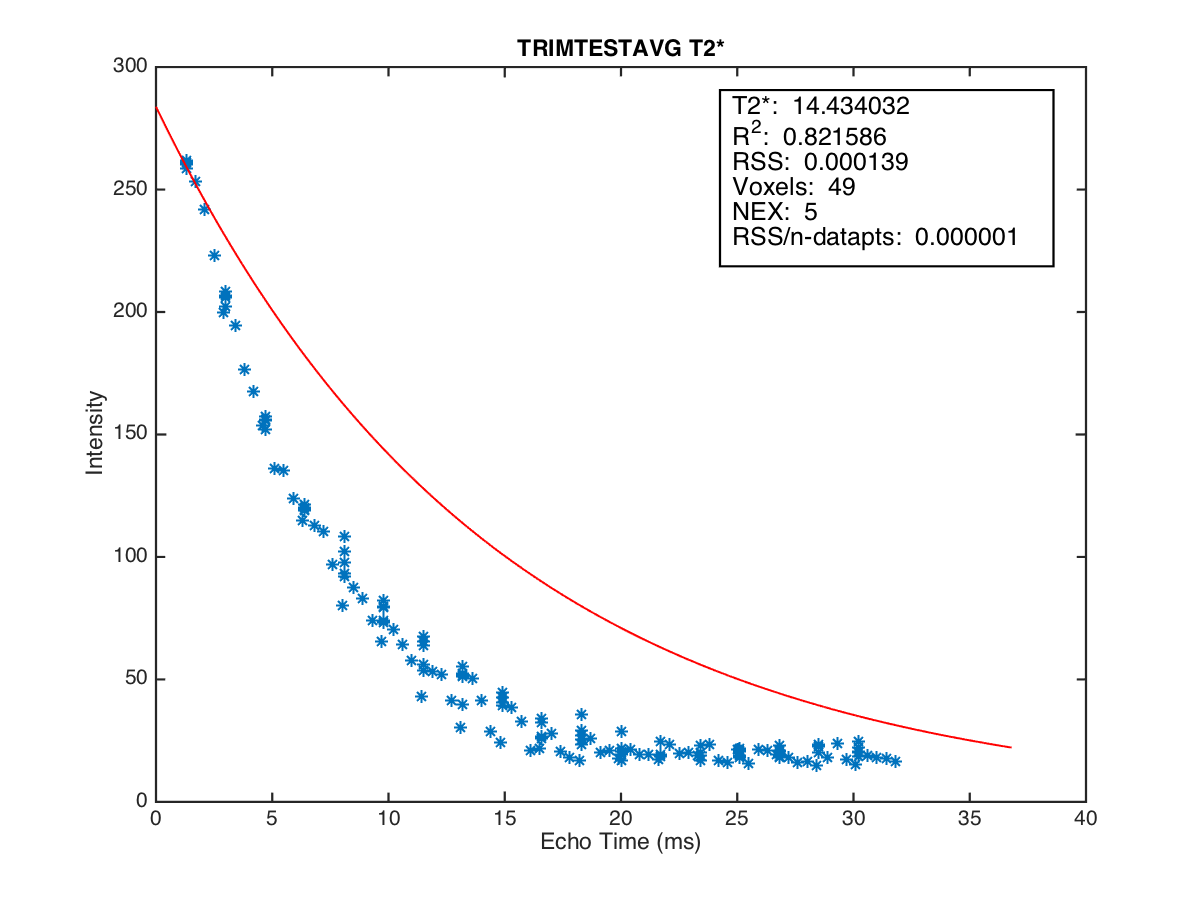 TRIMTESTAVG T2*
300
250
200
150
100
50
0
Intensity
T2*: 14.434032
R²: 0.821586
RSS: 0.000139
Voxels: 49
NEX: 5
RSS/n-datapts: 0.000001
0 5 10 15 20 25 30 35 40
Echo Time (ms)